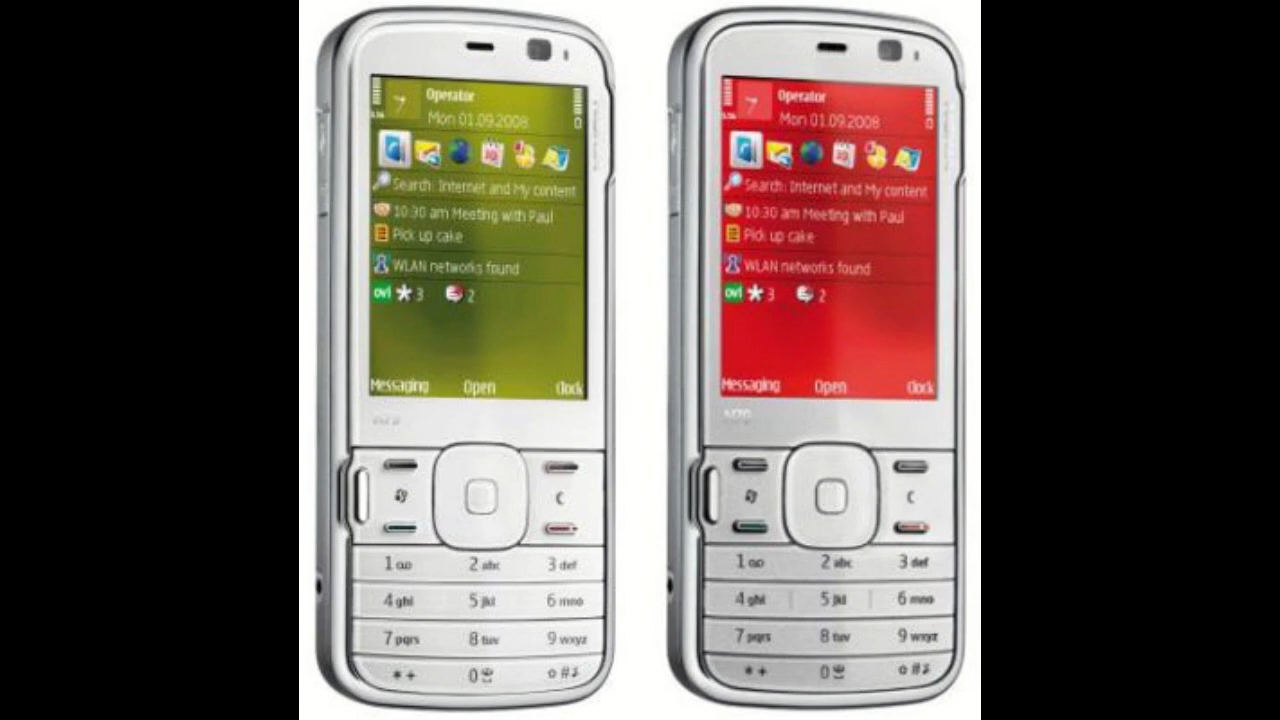 Operator
Mon 01.09.2008
Search: Internet and My content
10:30 am Meeting with Paul
Pick up cake
WLAN networks found
ovi 3 2
Messaging Open Clock
C
1
2 abc 3 def
4 ghi 5 jkl 6 mno
7 pqrs 8 tuv 9 wxyz
* + 0 #
Operator
Mon 01.09.2008
Search: Internet and My content
10:30 am Meeting with Paul
Pick up cake
WLAN networks found
ovi 3 2
Messaging Open Clock
N79
C
1
2 abc 3 def
4 ghi 5 jkl 6 mno
7 pqrs 8 tuv 9 wxyz
* + 0 #